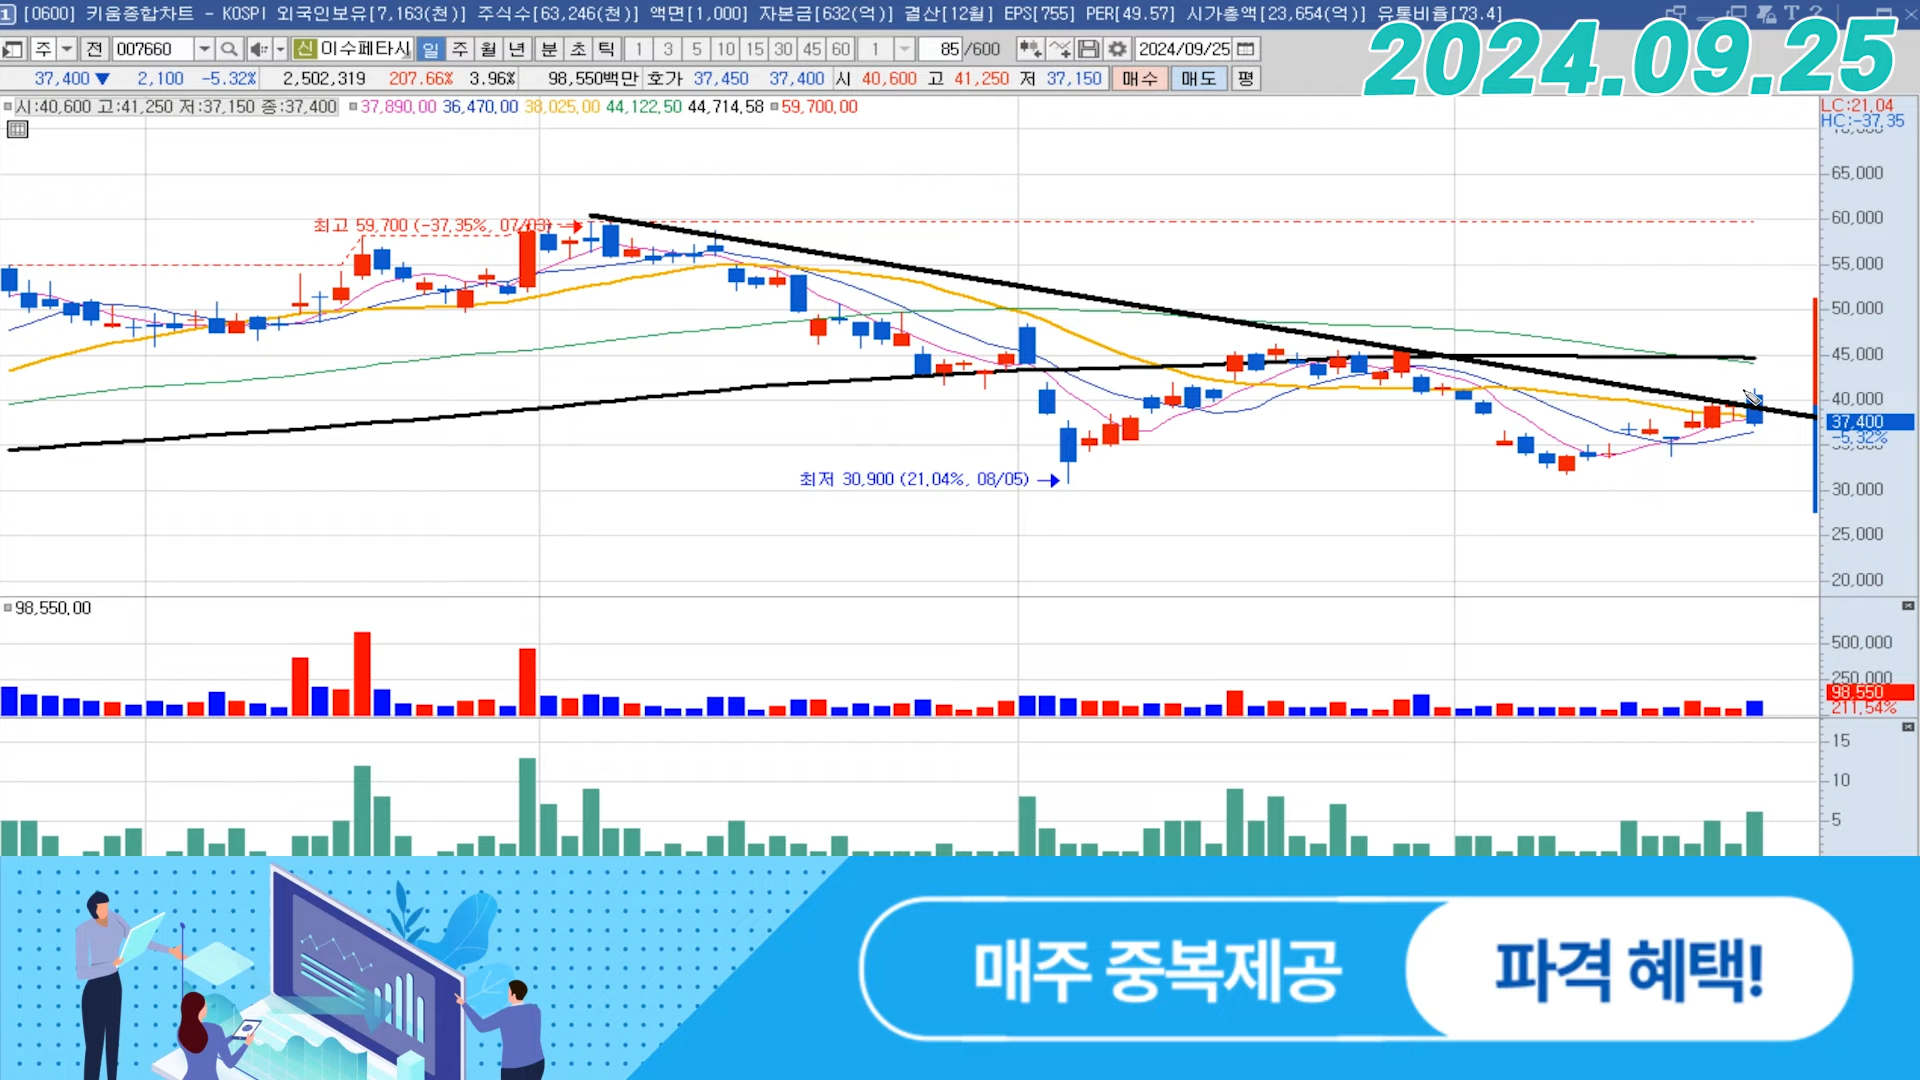 1 [0600] 키움종합차트 - KOSPI 외국인보유[7,163(천)] 주식수[63,246(천)] 액면[1,000] 자본금[632(억)] 결산[12월] EPS[755] PER[49.57] 시가총액[23,654(억)] 유통비율[73.4]
주 전 007660 신 이수페타시 일 주 월 년 분 초 틱 1 3 5 10 15 30 45 60 1 85 /600 2024/09/25
2024.09.25
37,400 ▼ 2,100 -5.32% 2,502,319 207.66% 3.96% 98,550백만 호가 37,450 37,400 시 40,600 고 41,250 저 37,150 매수 매도 평
시:40,600 고:41,250 저:37,150 종:37,400 37,890.00 36,470.00 38,025.00 44,122.50 44,714.58 59,700.00
LC:21.04
HC:-37.35
65,000
60,000
최고 59,700 (-37.35%, 07/03)
55,000
50,000
45,000
40,000
37,400
-5.32%
최저 30,900 (21.04%, 08/05)
30,000
25,000
20,000
98,550.00
500,000
250,000
98,550
211.54%
15
10
5
매주 중복제공
파격 혜택!